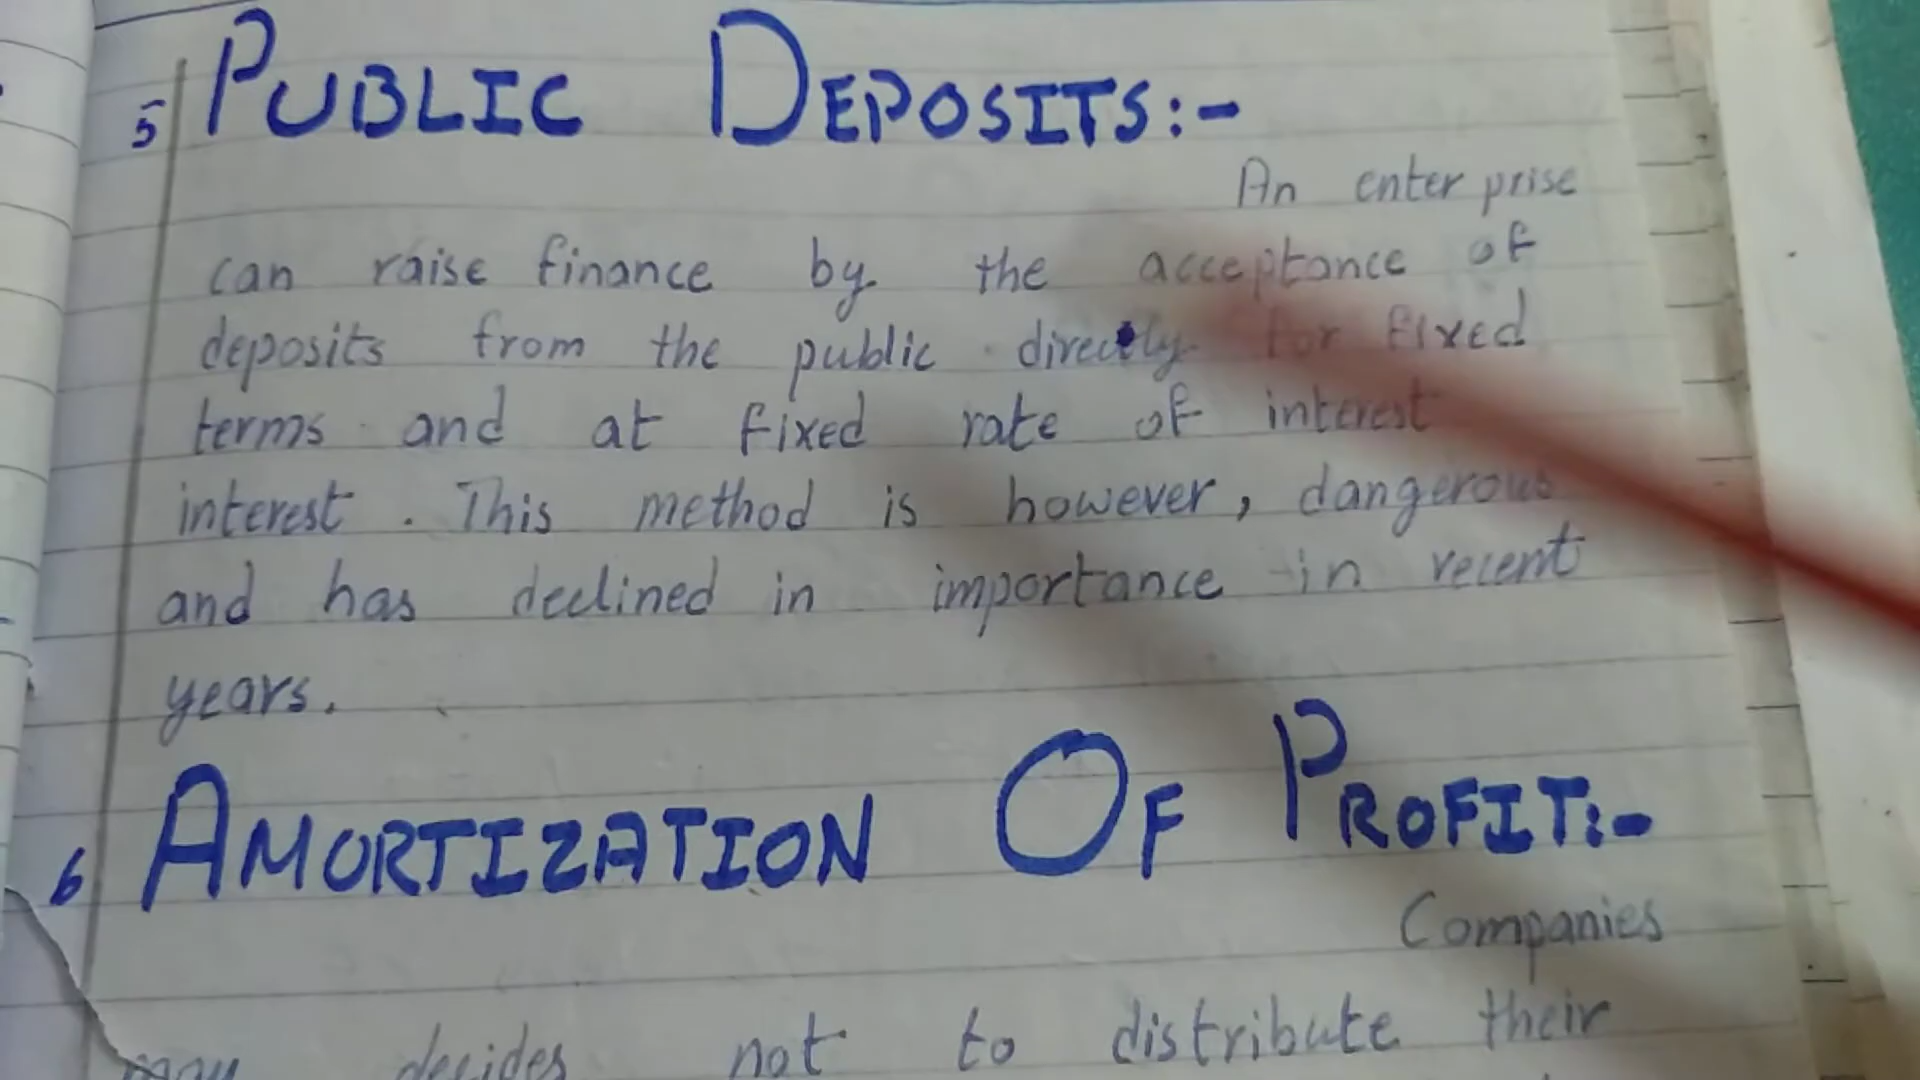 5 PUBLIC DEPOSITS:-
An enterprise
can raise finance by the acceptance of
deposits from the public directly for fixed
terms and at fixed rate of interest
interest. This method is however, dangerous
and has declined in importance in recent
years.
6 AMORTIZATION OF PROFIT:-
Companies
may decides not to distribute their